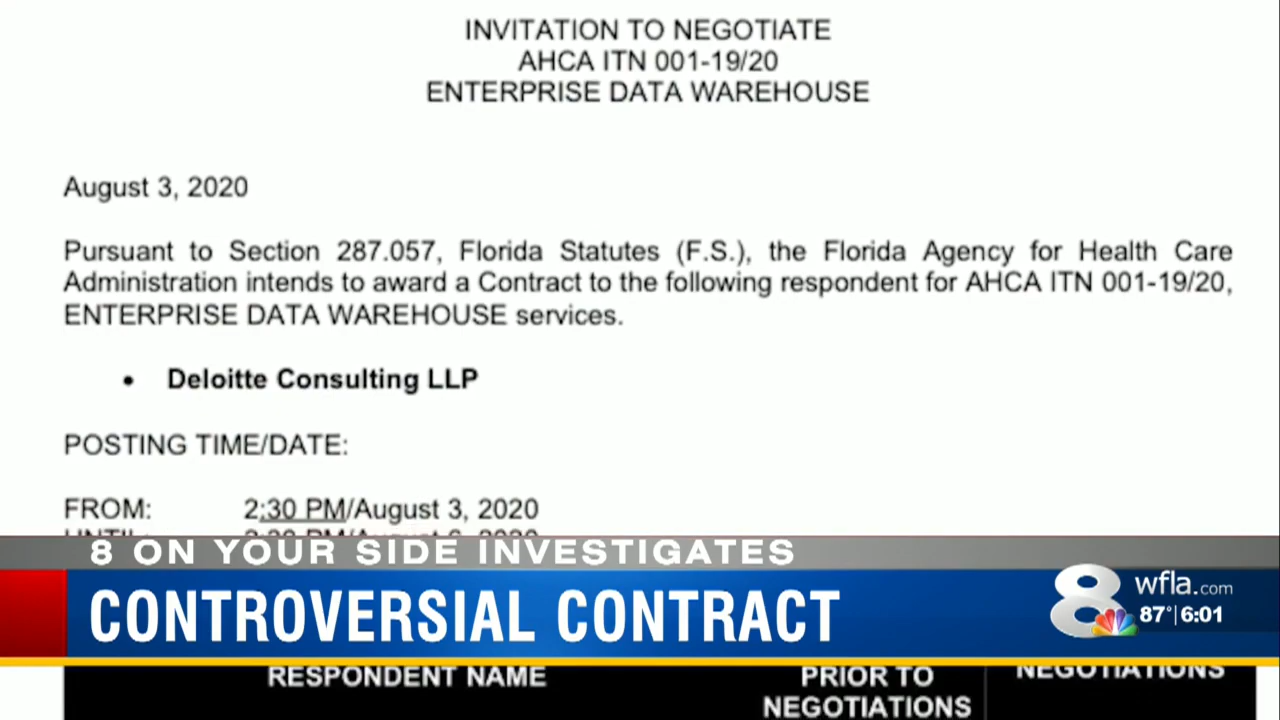 INVITATION TO NEGOTIATE
AHCA ITN 001-19/20
ENTERPRISE DATA WAREHOUSE
August 3, 2020
Pursuant to Section 287.057, Florida Statutes (F.S.), the Florida Agency for Health Care
Administration intends to award a Contract to the following respondent for AHCA ITN 001-19/20,
ENTERPRISE DATA WAREHOUSE services.
• Deloitte Consulting LLP
POSTING TIME/DATE:
FROM: 2:30 PM/August 3, 2020
8 ON YOUR SIDE INVESTIGATES
CONTROVERSIAL CONTRACT
8 wfla.com
87° | 6:01
RESPONDENT NAME
PRIOR TO
NEGOTIATIONS
NEGOTIATIONS